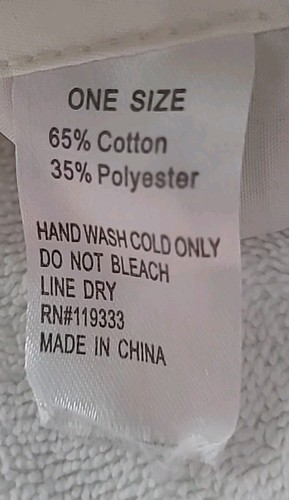 ONE SIZE
65% Cotton
35% Polyester
HAND WASH COLD ONLY
DO NOT BLEACH
LINE DRY
RN#119333
MADE IN CHINA